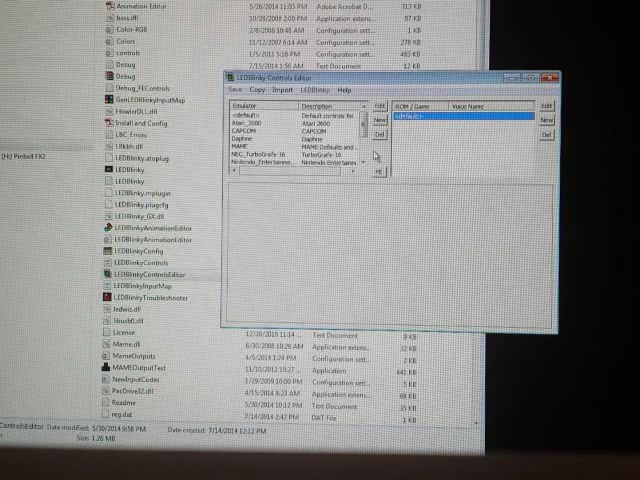 Animation Editor 5/26/2014 11:05 PM Adobe Acrobat D... 313 KB
bass.dll 10/28/2008 2:00 PM Application exten... 97 KB
Color-RGB 2/8/2008 10:48 AM Configuration sett... 1 KB
Colors 11/12/2007 6:14 AM Configuration sett... 278 KB
controls 1/5/2011 5:18 PM Configuration sett... 483 KB
Debug 7/15/2014 1:56 AM Text Document 12 KB
Debug
Debug_FEControls
GenLEDBlinkyInputMap
HowlerDLL.dll
Install and Config
LBC_Errors
LBkbh.dll
LEDBlinky.atoplug
LEDBlinky
LEDBlinky
LEDBlinky.mplugin
LEDBlinky.plugcfg
LEDBlinky_GX.dll
LEDBlinkyAnimationEditor
LEDBlinkyAnimationEditor
LEDBlinkyConfig
LEDBlinkyControls
LEDBlinkyControlsEditor
LEDBlinkyInputMap
LEDBlinkyTroubleshooter
ledwiz.dll
libusb0.dll
License 12/20/2010 11:14 ... Text Document 9 KB
Mame.dll 6/30/2008 10:28 AM Application exten... 32 KB
MameOutputs 4/5/2014 1:24 PM Configuration sett... 2 KB
MAMEOutputTest 11/10/2012 10:27 ... Application 441 KB
NewInputCodes 1/29/2009 10:00 PM Configuration sett... 5 KB
PacDrive32.dll 4/15/2014 8:23 AM Application exten... 68 KB
Readme 5/30/2014 10:12 PM Text Document 35 KB
reg.dat 7/14/2014 2:43 PM DAT File 1 KB
(H:) Pinball FX2
LEDBlinky Controls Editor
Save Copy Import LEDBlinky Help
Emulator Description
<default> Default controls for
Atari_2600 Atari 2600
CAPCOM CAPCOM
Daphne Daphne
MAME MAME Defaults and ..
NEC_TurboGrafx-16 TurboGrafx-16
Nintendo_Entertainme... Nintendo Entertainm..
Edit
New
Del
ROM / Game Voice Name
<default>
Edit
New
Del
ControlsEditor Date modified: 5/30/2014 9:58 PM Date created: 7/14/2014 12:12 PM
Size: 1.26 MB